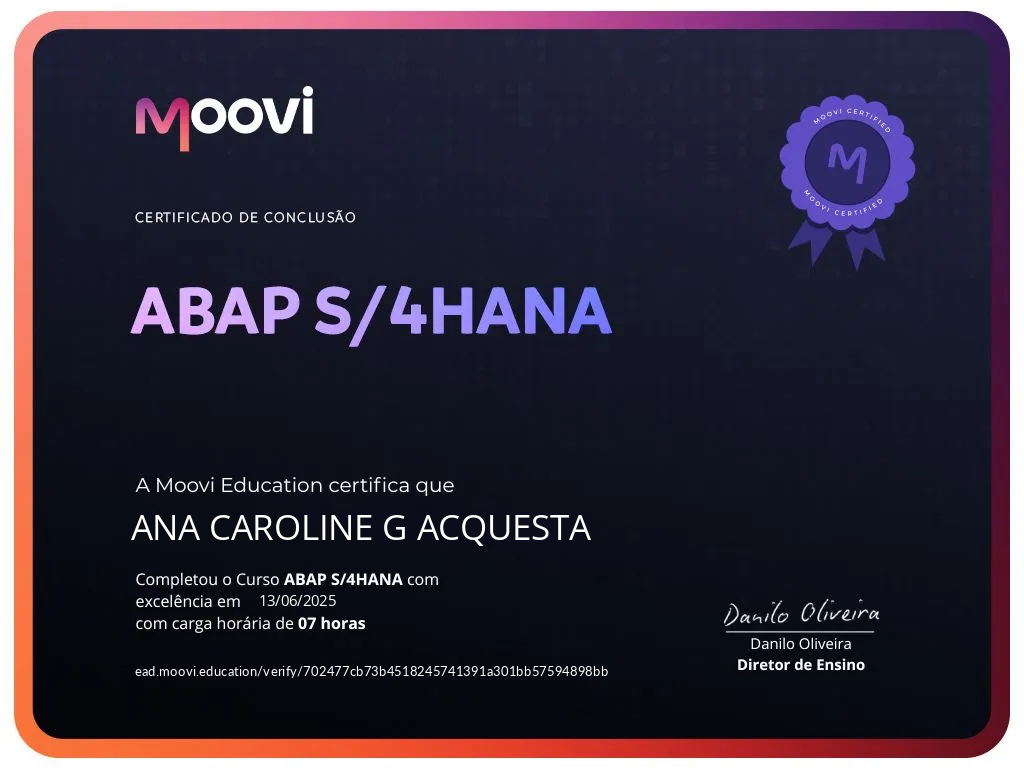 moovi
MOOVI CERTIFIED
M
MOOVI CERTIFIED
CERTIFICADO DE CONCLUSÃO
ABAP S/4HANA
A Moovi Education certifica que
ANA CAROLINE G ACQUESTA
Completou o Curso ABAP S/4HANA com
excelência em 13/06/2025
com carga horária de 07 horas
Danilo Oliveira
Danilo Oliveira
Diretor de Ensino
ead.moovi.education/verify/702477cb73b4518245741391a301bb57594898bb